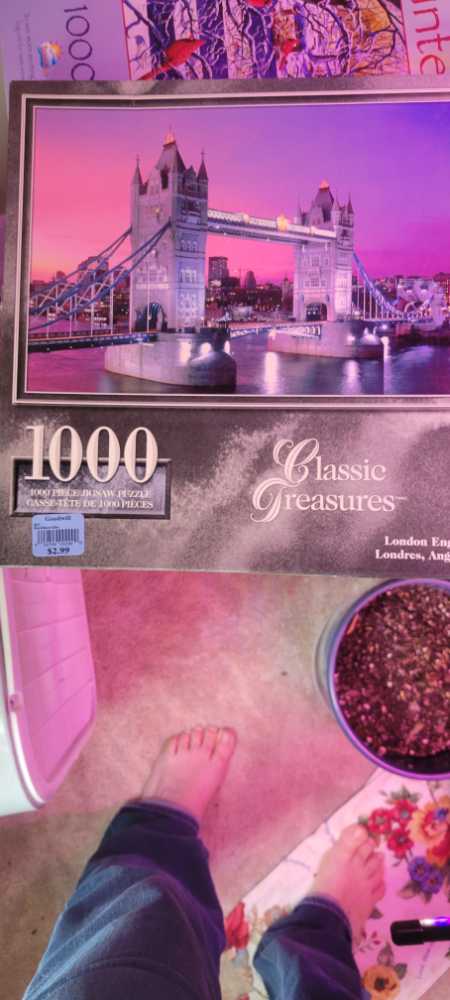 1000
inte
1000
1000 PIECE JIGSAW PUZZLE
CASSE-TÊTE DE 1000 PIÈCES
Classic
Treasures
Goodwill
$2.99
London Eng
Londres, Ang